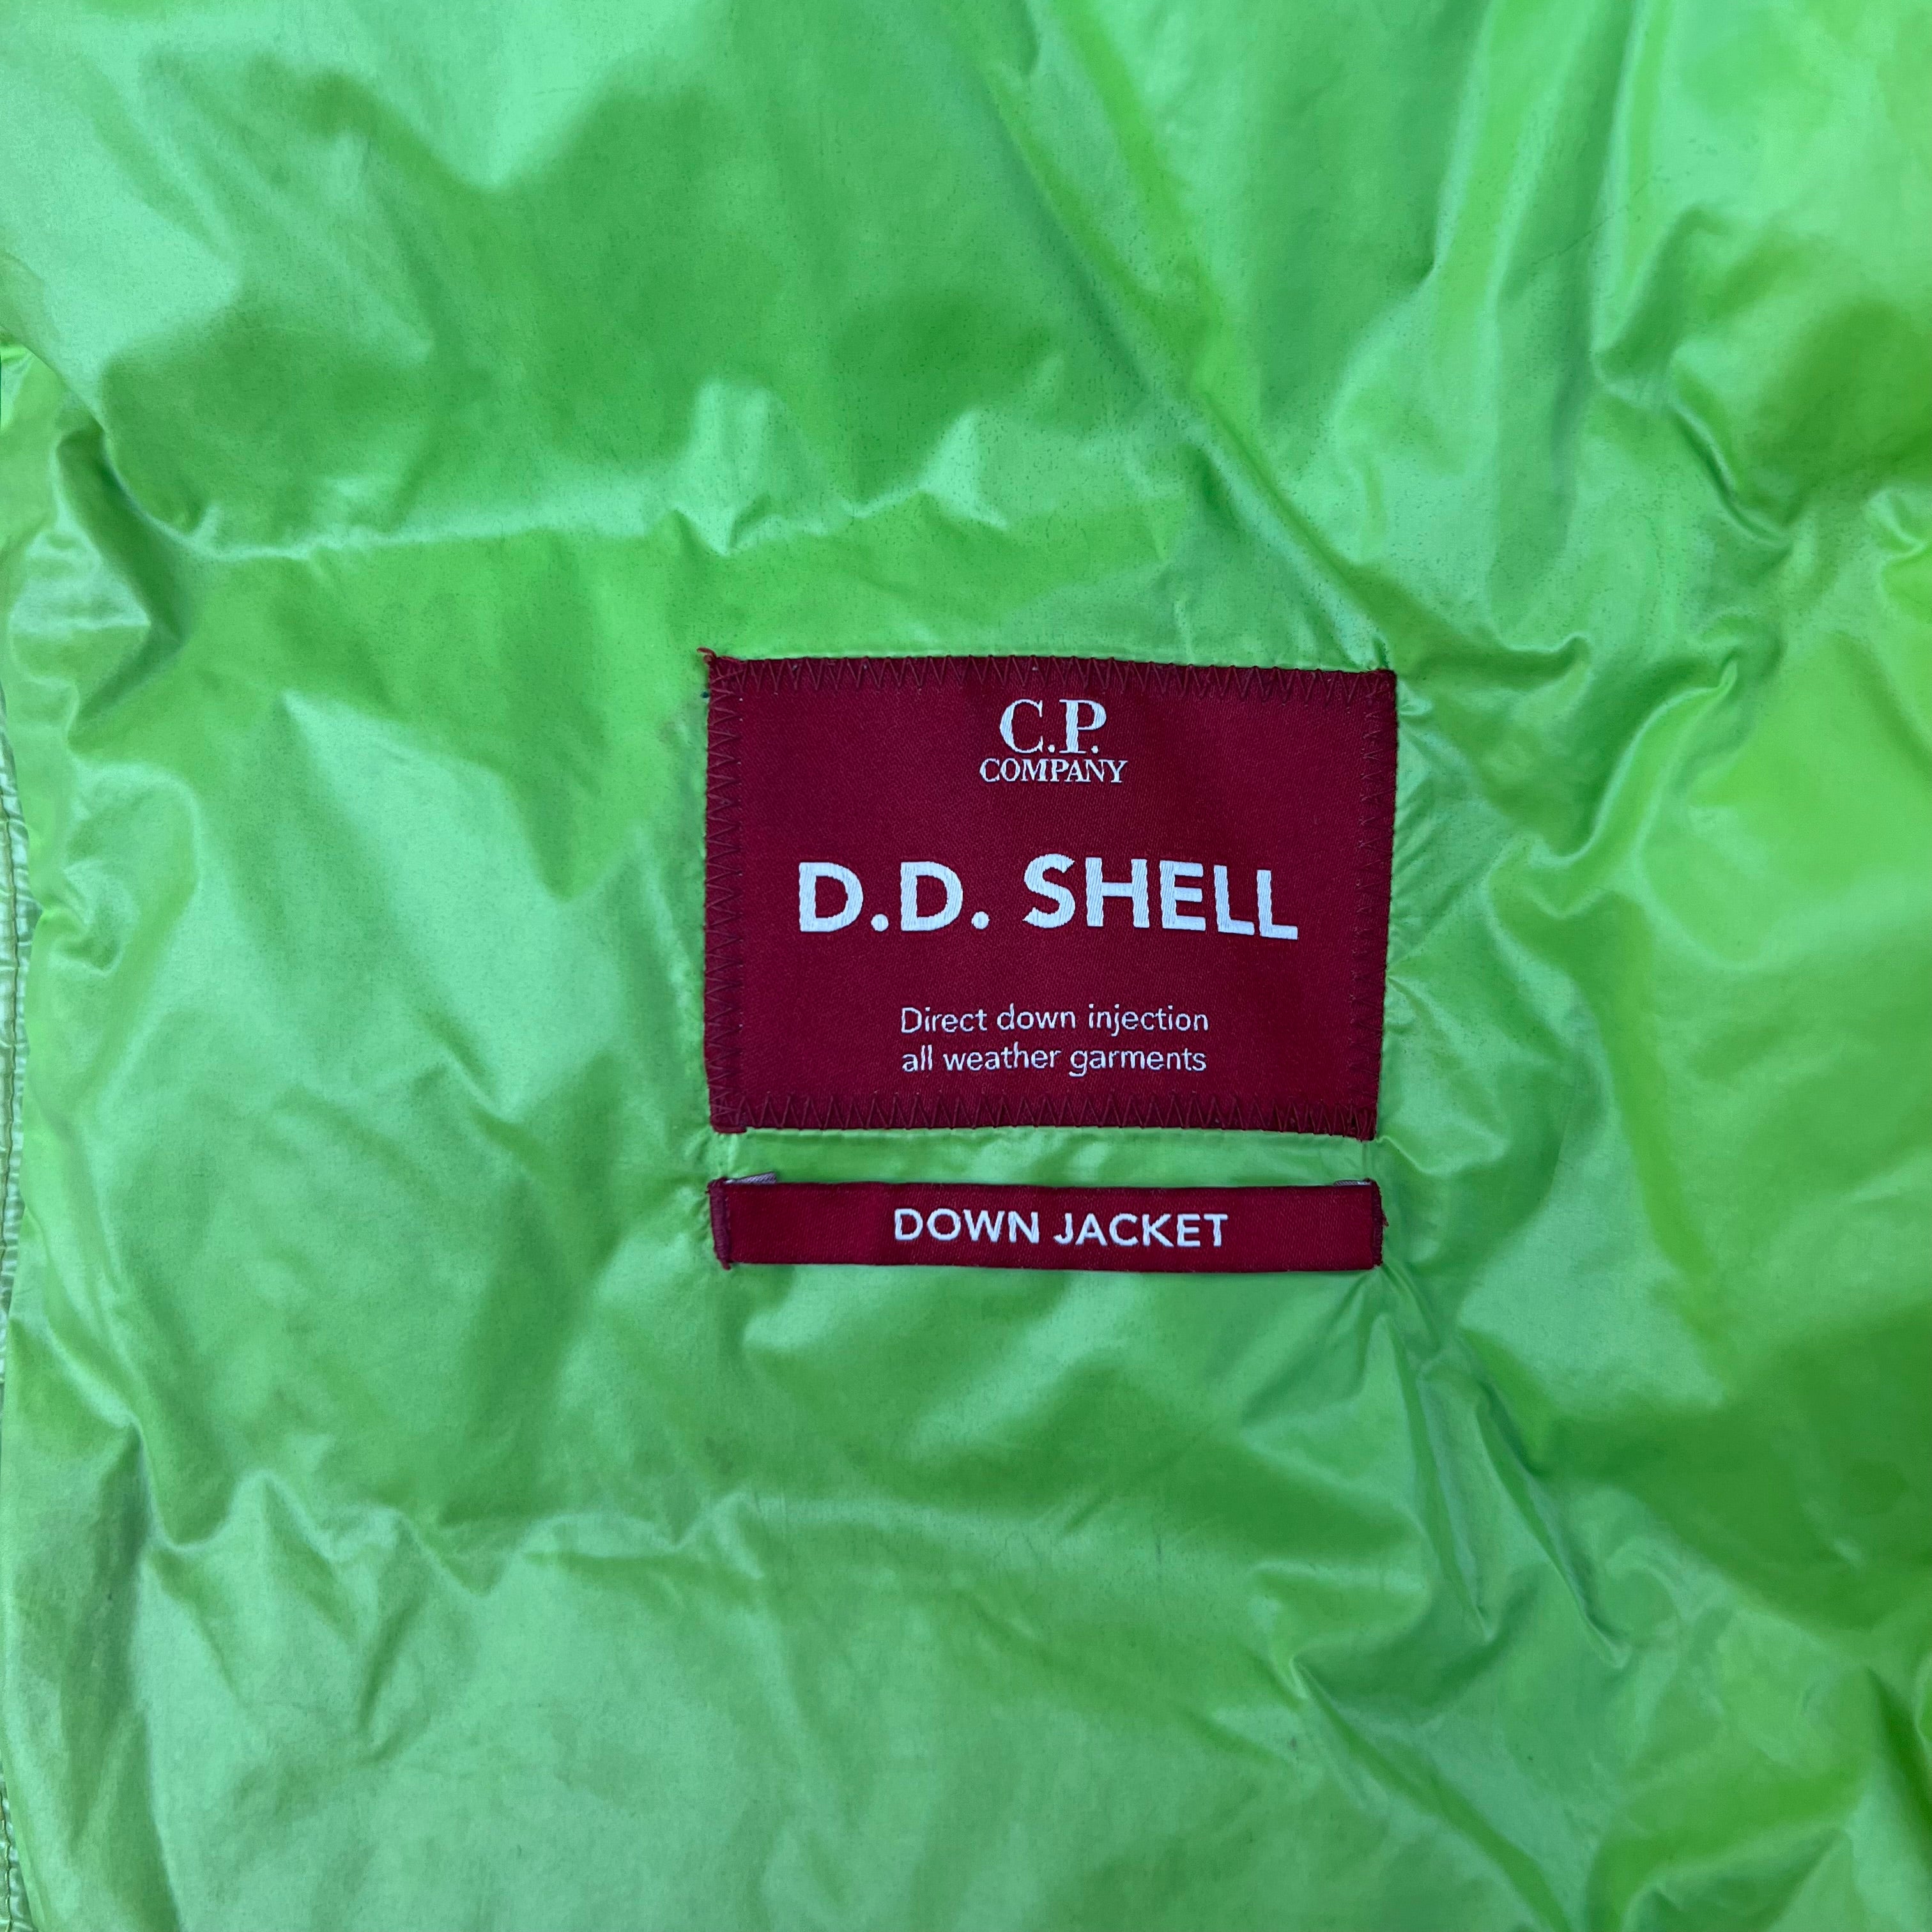 C.P.
COMPANY
D.D. SHELL
Direct down injection
all weather garments
DOWN JACKET